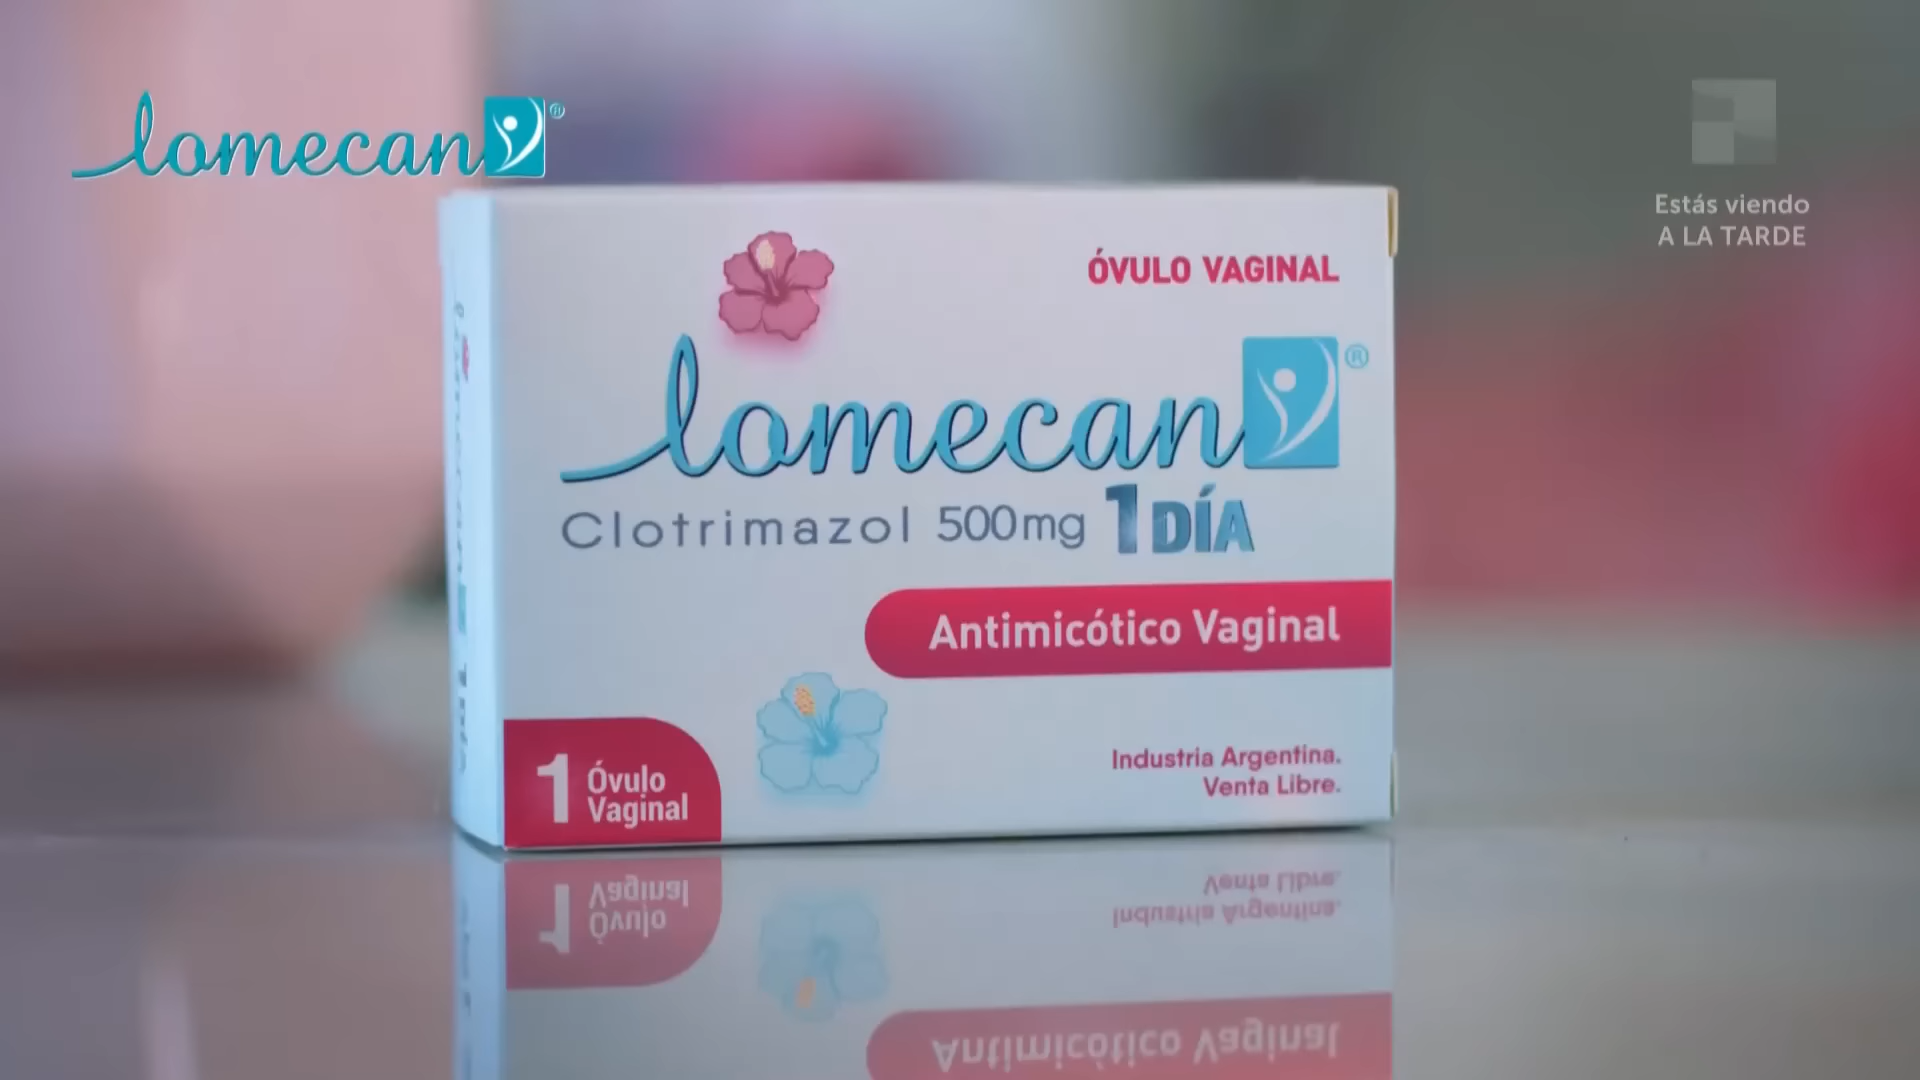 lomecan®
Estás viendo
A LA TARDE
ÓVULO VAGINAL
lomecan®
Clotrimazol 500mg 1 DÍA
Antimicótico Vaginal
1 Óvulo
Vaginal
Industria Argentina.
Venta Libre.